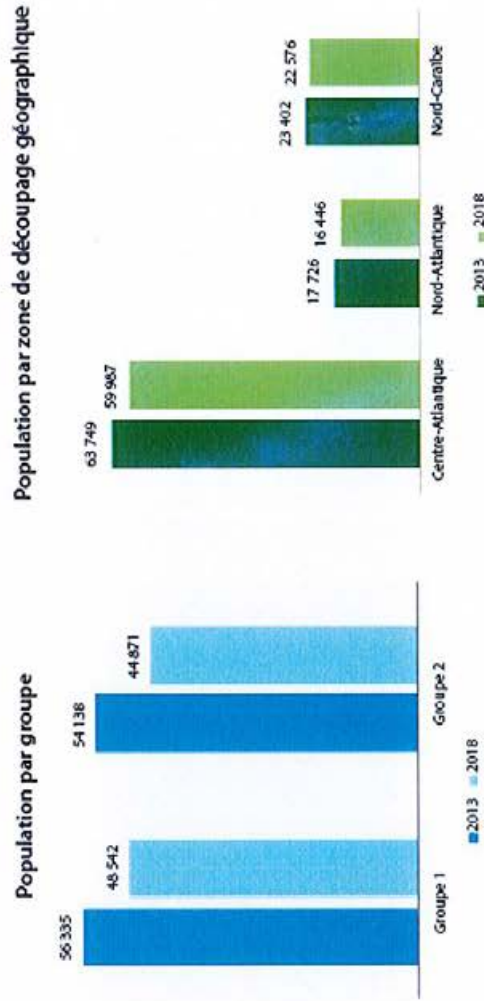 Population par groupe
56 335
48 542
54 138
44 871
Groupe 1
Groupe 2
2013
2018
Population par zone de découpage géographique
63 749
59 987
17 726
16 446
23 402
22 576
Centre-Atlantique
Nord-Atlantique
Nord-Caraïbe
2013
2018